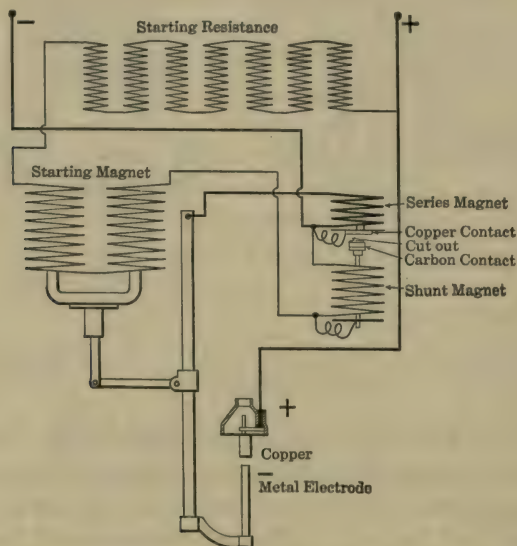 Starting Resistance
− +
Starting Magnet
Series Magnet
Copper Contact
Cut out
Carbon Contact
Shunt Magnet
+
Copper
−
Metal Electrode